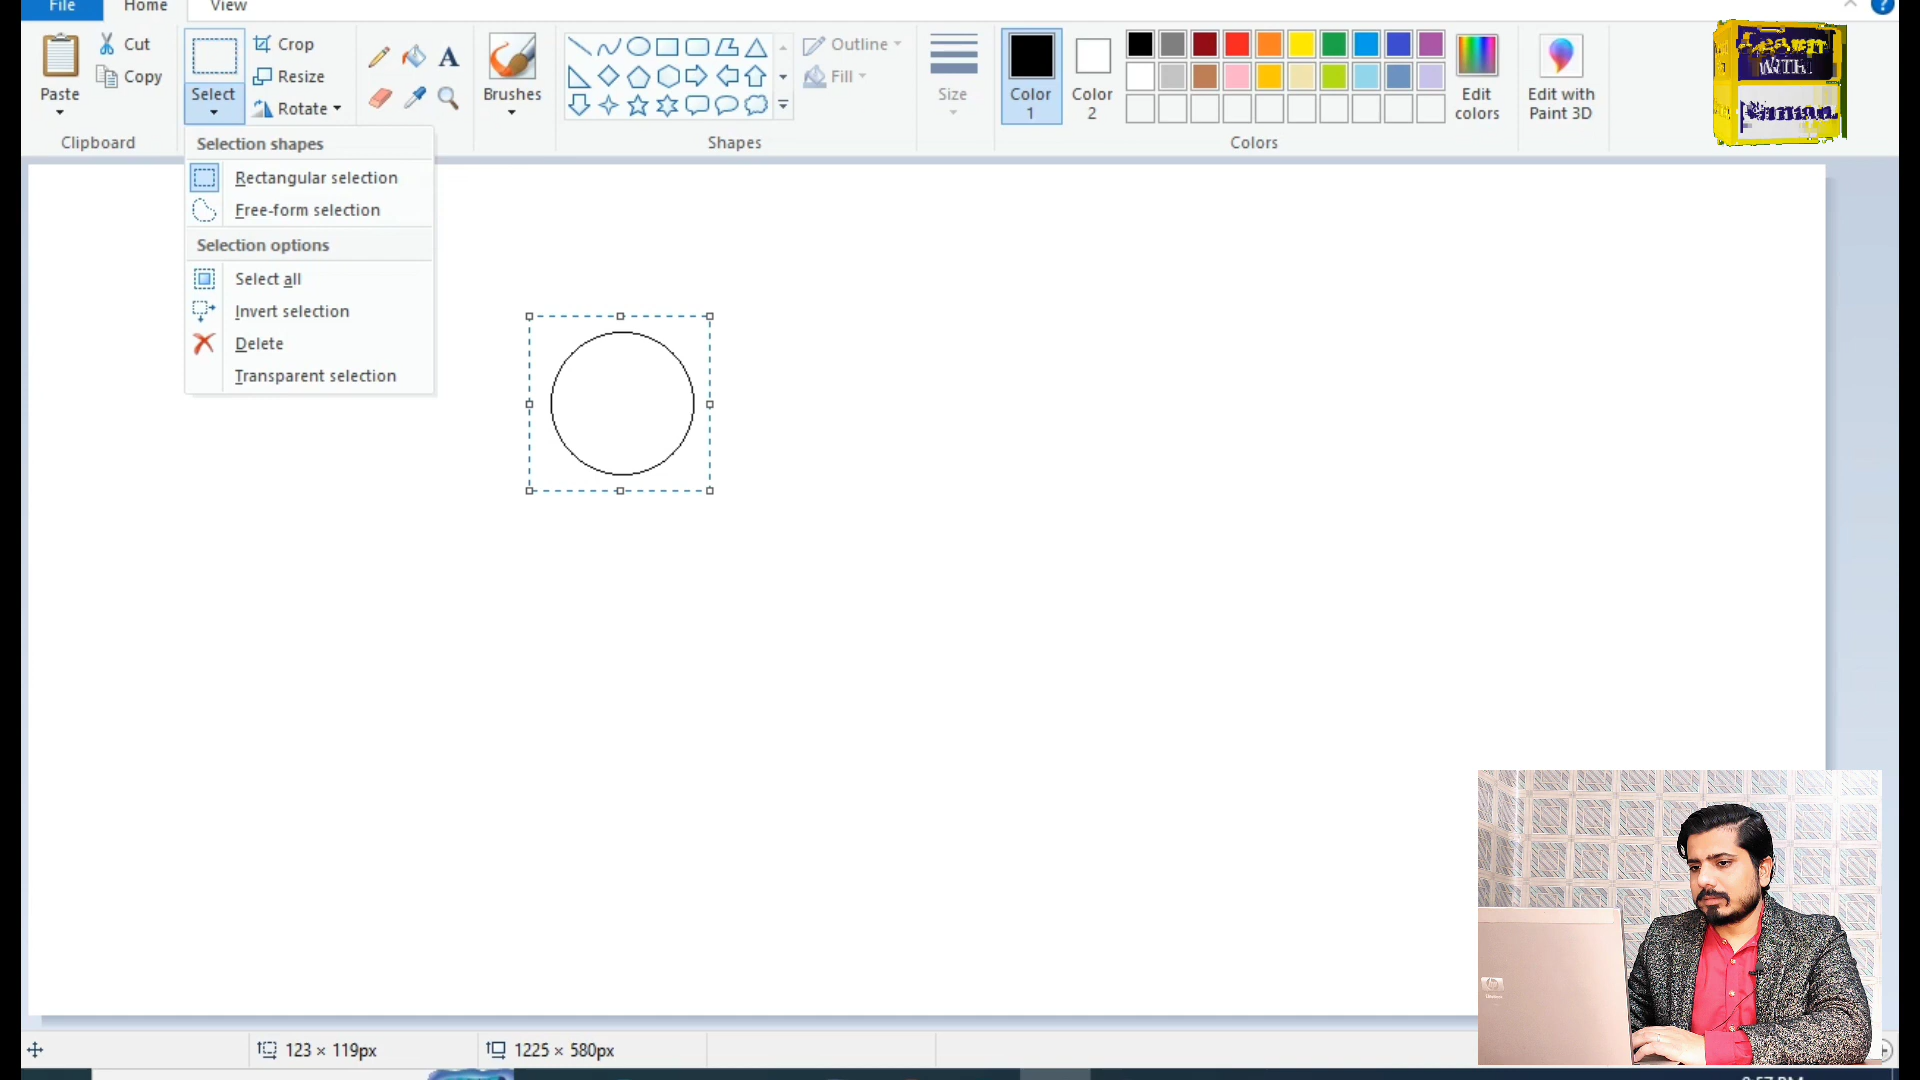 File Home View
Paste
Cut
Copy
Clipboard
Select
Crop
Resize
Rotate
Brushes
Shapes
Outline
Fill
Size
Color 1
Color 2
Colors
Edit colors
Edit with Paint 3D
Learn
WITH
Selection shapes
Rectangular selection
Free-form selection
Selection options
Select all
Invert selection
Delete
Transparent selection
123 × 119px
1225 × 580px